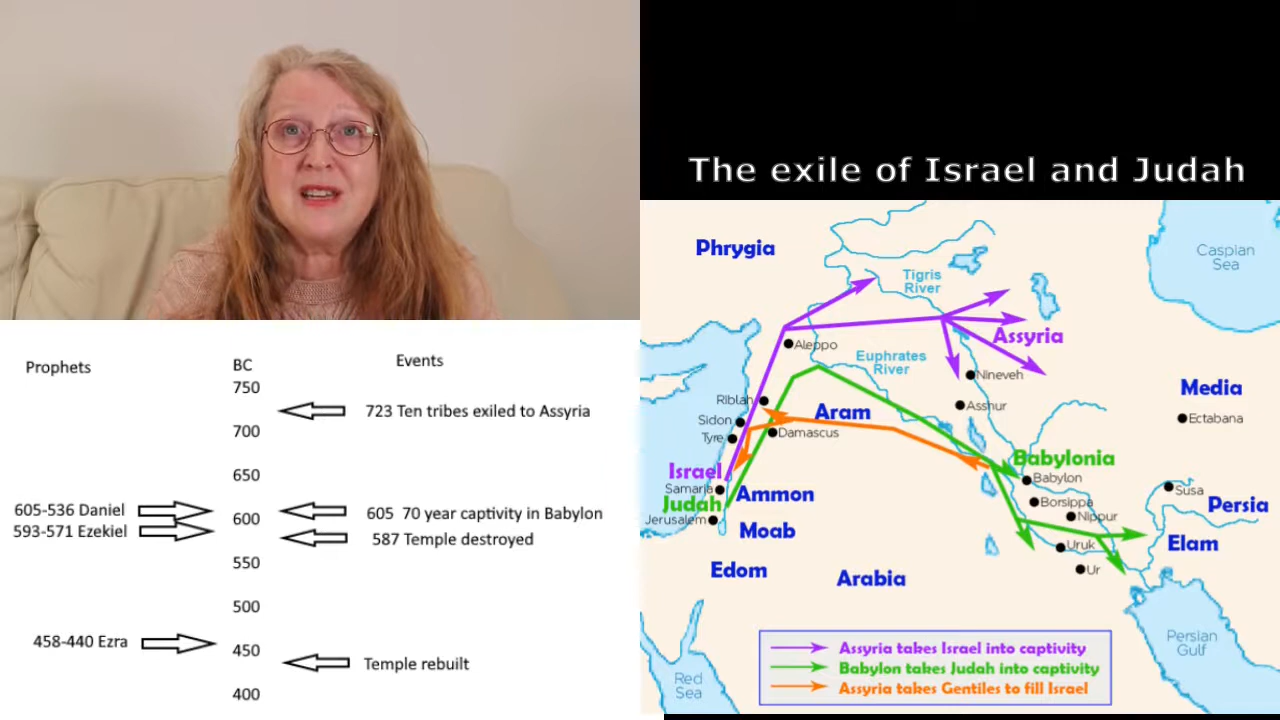 The exile of Israel and Judah
Prophets
BC
Events
750
723 Ten tribes exiled to Assyria
700
650
605-536 Daniel
593-571 Ezekiel
600
605 70 year captivity in Babylon
587 Temple destroyed
550
500
458-440 Ezra
450
Temple rebuilt
400
Phrygia
Caspian
Sea
Tigris
River
Assyria
Aleppo
Euphrates
River
Nineveh
Media
Riblah
Aram
Asshur
Ectabana
Sidon
Tyre
Damascus
Israel
Babylonia
Samaria
Ammon
Babylon
Susa
Judah
Borsippa
Persia
Jerusalem
Moab
Nippur
Elam
Uruk
Edom
Arabia
Ur
Persian
Gulf
Red
Sea
Assyria takes Israel into captivity
Babylon takes Judah into captivity
Assyria takes Gentiles to fill Israel